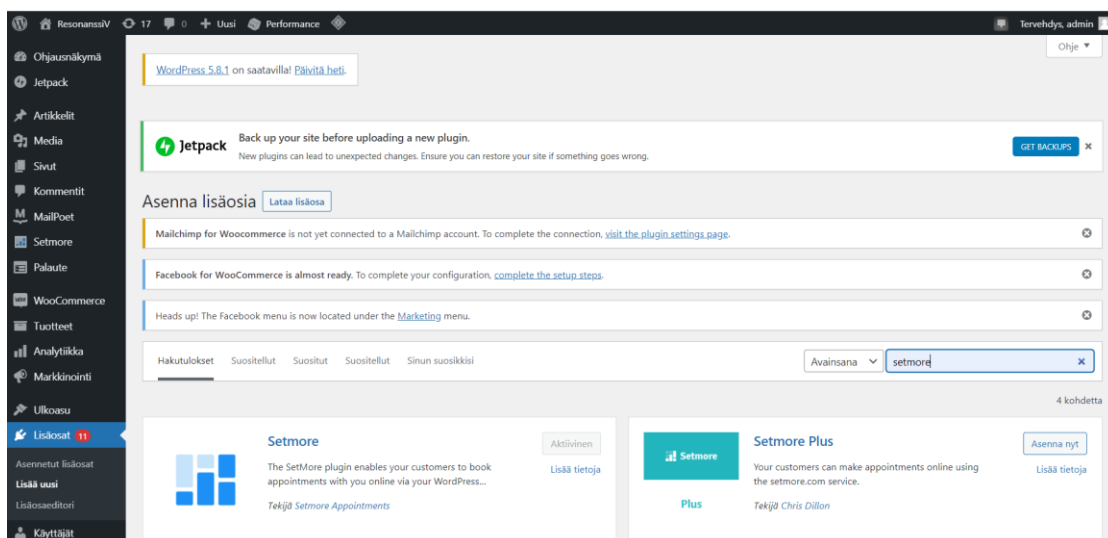 ResonanssiV 17 0 + Uusi Performance Tervehdys, admin
Ohje ▼
Ohjausnäkymä
Jetpack
Artikkelit
Media
Sivut
Kommentit
MailPoet
Setmore
Palaute
WooCommerce
Tuotteet
Analytiikka
Markkinointi
Ulkoasu
Lisäosat 11
Asennetut lisäosat
Lisää uusi
Lisäosaeditori
Käyttäjät
WordPress 5.8.1 on saatavilla! Päivitä heti.
Jetpack
Back up your site before uploading a new plugin.
New plugins can lead to unexpected changes. Ensure you can restore your site if something goes wrong.
GET BACKUPS
Asenna lisäosia Lataa lisäosa
Mailchimp for Woocommerce is not yet connected to a Mailchimp account. To complete the connection, visit the plugin settings page.
Facebook for WooCommerce is almost ready. To complete your configuration, complete the setup steps.
Heads up! The Facebook menu is now located under the Marketing menu.
Hakutulokset Suositellut Suositut Suositellut Sinun suosikkisi Avainsana setmore
4 kohdetta
Setmore
Aktiivinen
The SetMore plugin enables your customers to book
appointments with you online via your WordPress...
Lisää tietoja
Tekijä Setmore Appointments
Setmore
Plus
Setmore Plus
Asenna nyt
Your customers can make appointments online using
the setmore.com service.
Lisää tietoja
Tekijä Chris Dillon